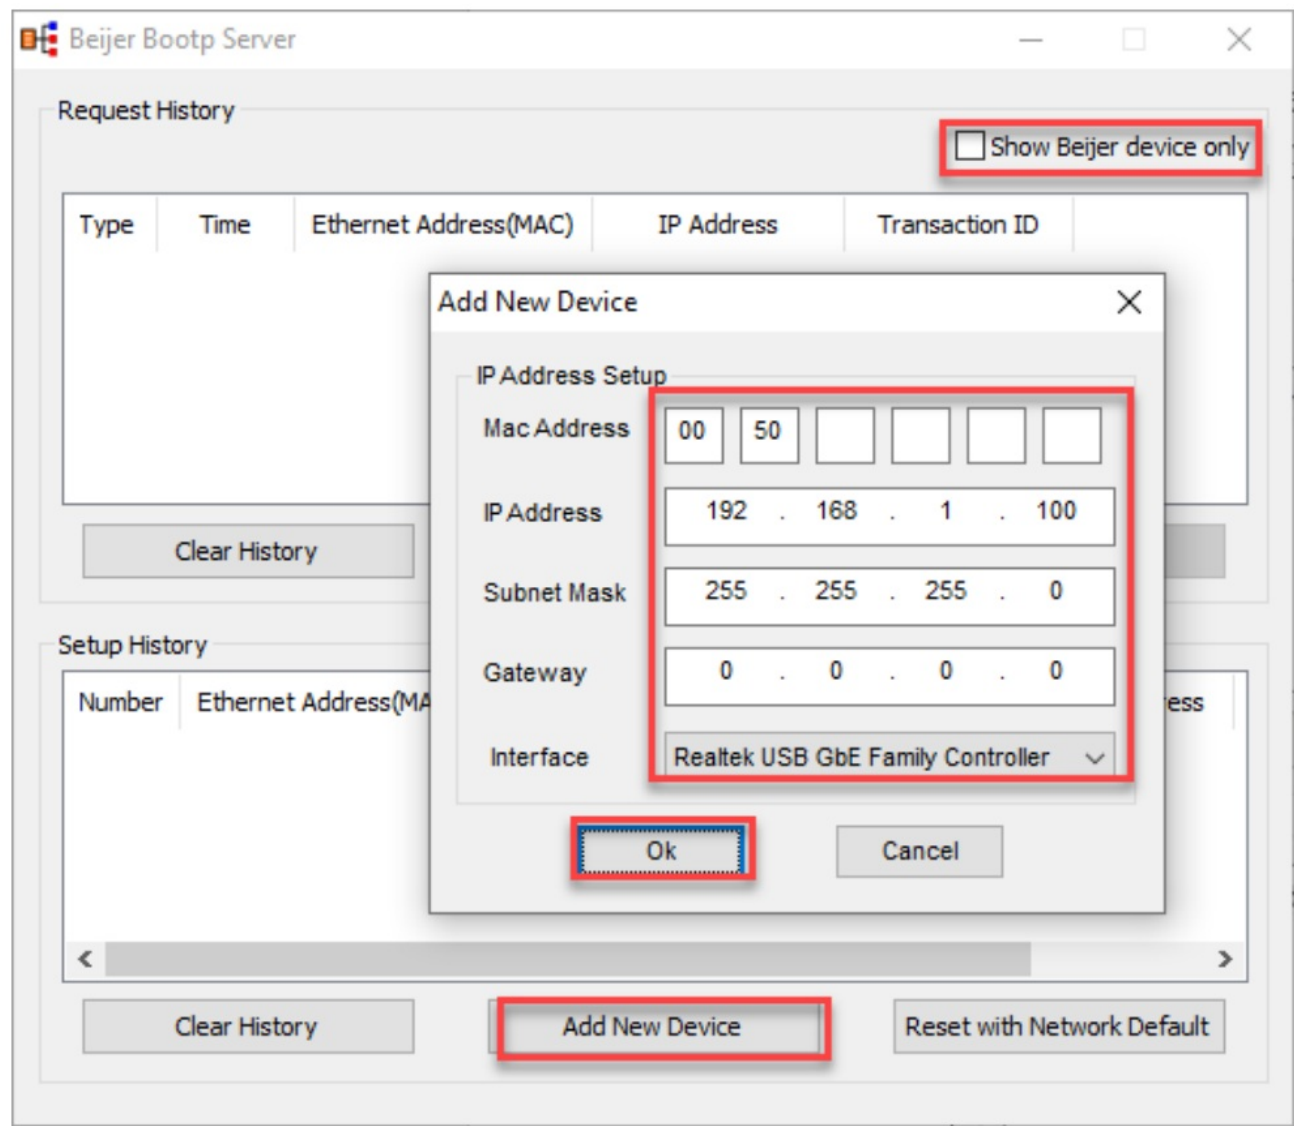 Beijer Bootp Server
Request History
Show Beijer device only
Type Time Ethernet Address(MAC) IP Address Transaction ID
Add New Device
IP Address Setup
Mac Address 00 50
IP Address 192 . 168 . 1 . 100
Clear History
Subnet Mask 255 . 255 . 255 . 0
Setup History
Gateway 0 . 0 . 0 . 0
Number Ethernet Address(MA ess
Interface Realtek USB GbE Family Controller
Ok Cancel
Clear History Add New Device Reset with Network Default